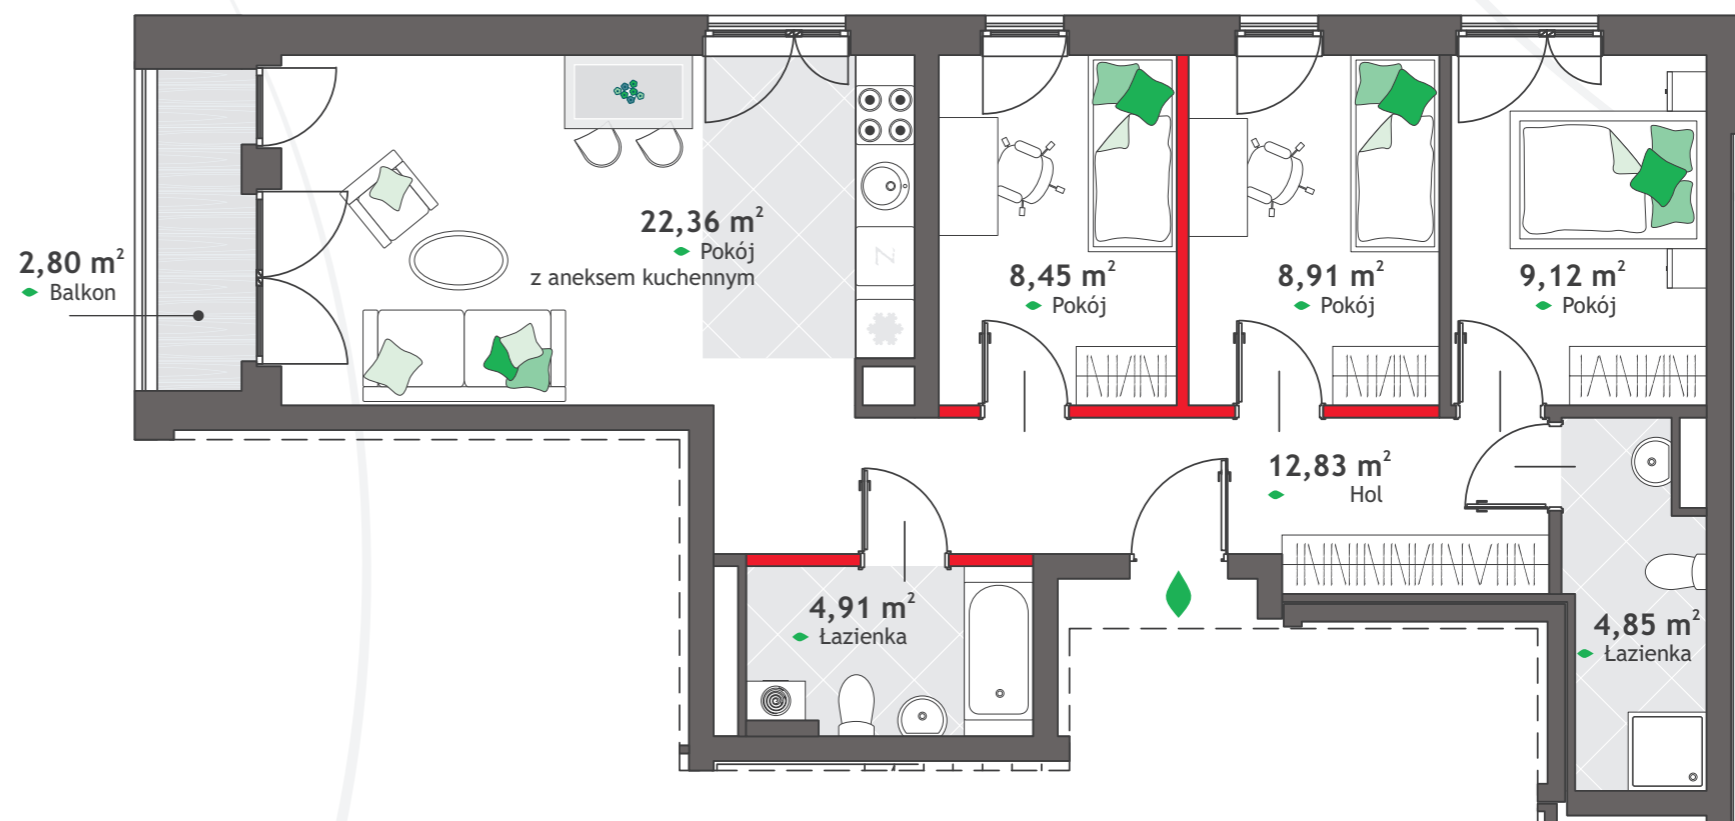 2,80 m²
Balkon
22,36 m²
Pokój
z aneksem kuchennym
8,45 m²
Pokój
8,91 m²
Pokój
9,12 m²
Pokój
12,83 m²
Hol
4,91 m²
Łazienka
4,85 m²
Łazienka
Z